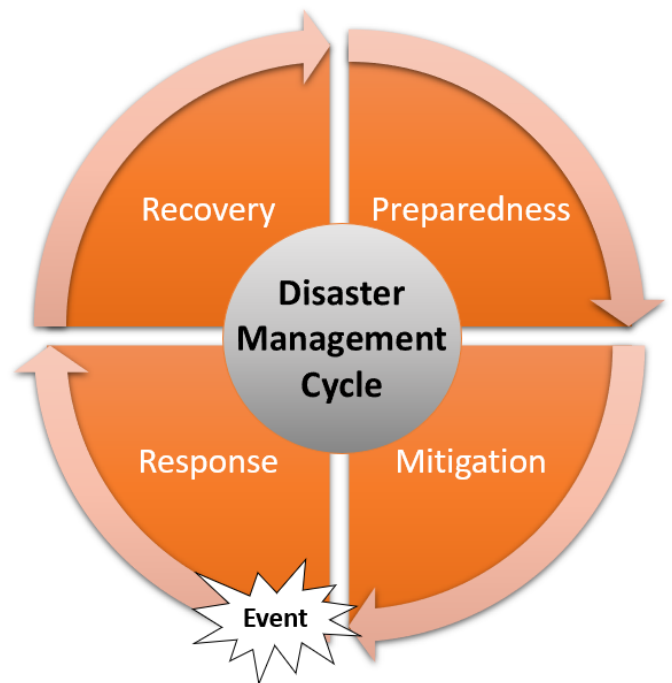 Recovery
Preparedness
Disaster
Management
Cycle
Response
Mitigation
Event